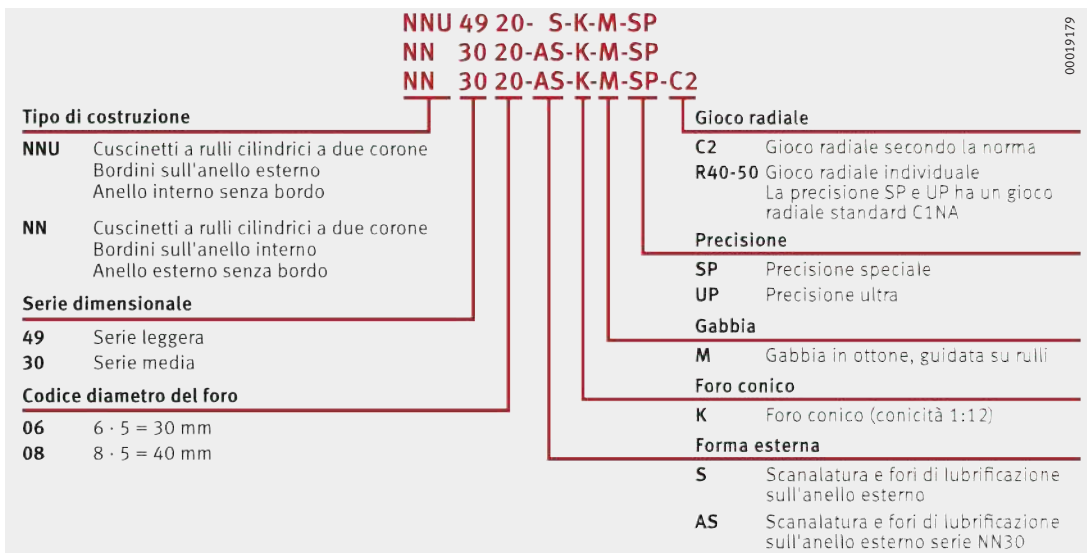 NNU 49 20- S-K-M-SP
NN 30 20-AS-K-M-SP
NN 30 20-AS-K-M-SP-C2
00019179
Tipo di costruzione
NNU Cuscinetti a rulli cilindrici a due corone
Bordini sull'anello esterno
Anello interno senza bordo
NN Cuscinetti a rulli cilindrici a due corone
Bordini sull'anello interno
Anello esterno senza bordo
Serie dimensionale
49 Serie leggera
30 Serie media
Codice diametro del foro
06 6 · 5 = 30 mm
08 8 · 5 = 40 mm
Gioco radiale
C2 Gioco radiale secondo la norma
R40-50 Gioco radiale individuale
La precisione SP e UP ha un gioco
radiale standard C1NA
Precisione
SP Precisione speciale
UP Precisione ultra
Gabbia
M Gabbia in ottone, guidata su rulli
Foro conico
K Foro conico (conicità 1:12)
Forma esterna
S Scanalatura e fori di lubrificazione
sull'anello esterno
AS Scanalatura e fori di lubrificazione
sull'anello esterno serie NN30